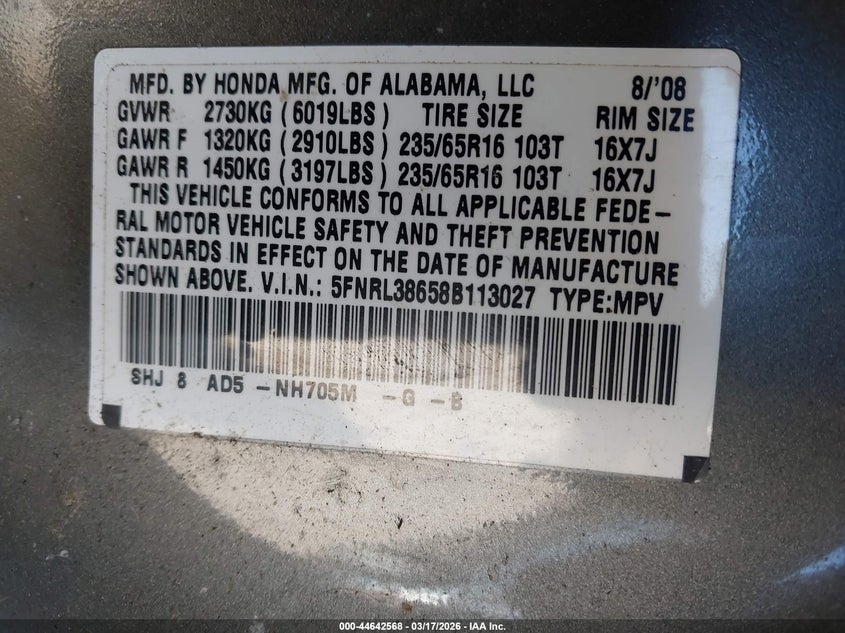 MFD. BY HONDA MFG. OF ALABAMA, LLC 8/'08
GVWR 2730KG (6019LBS) TIRE SIZE RIM SIZE
GAWR F 1320KG (2910LBS) 235/65R16 103T 16X7J
GAWR R 1450KG (3197LBS) 235/65R16 103T 16X7J
THIS VEHICLE CONFORMS TO ALL APPLICABLE FEDE-
RAL MOTOR VEHICLE SAFETY AND THEFT PREVENTION
STANDARDS IN EFFECT ON THE DATE OF MANUFACTURE
SHOWN ABOVE. V.I.N.: 5FNRL38658B113027 TYPE:MPV
SHJ 8 AD5 -NH705M -G -B
000-44642568 — 03/17/2026 — IAA Inc.